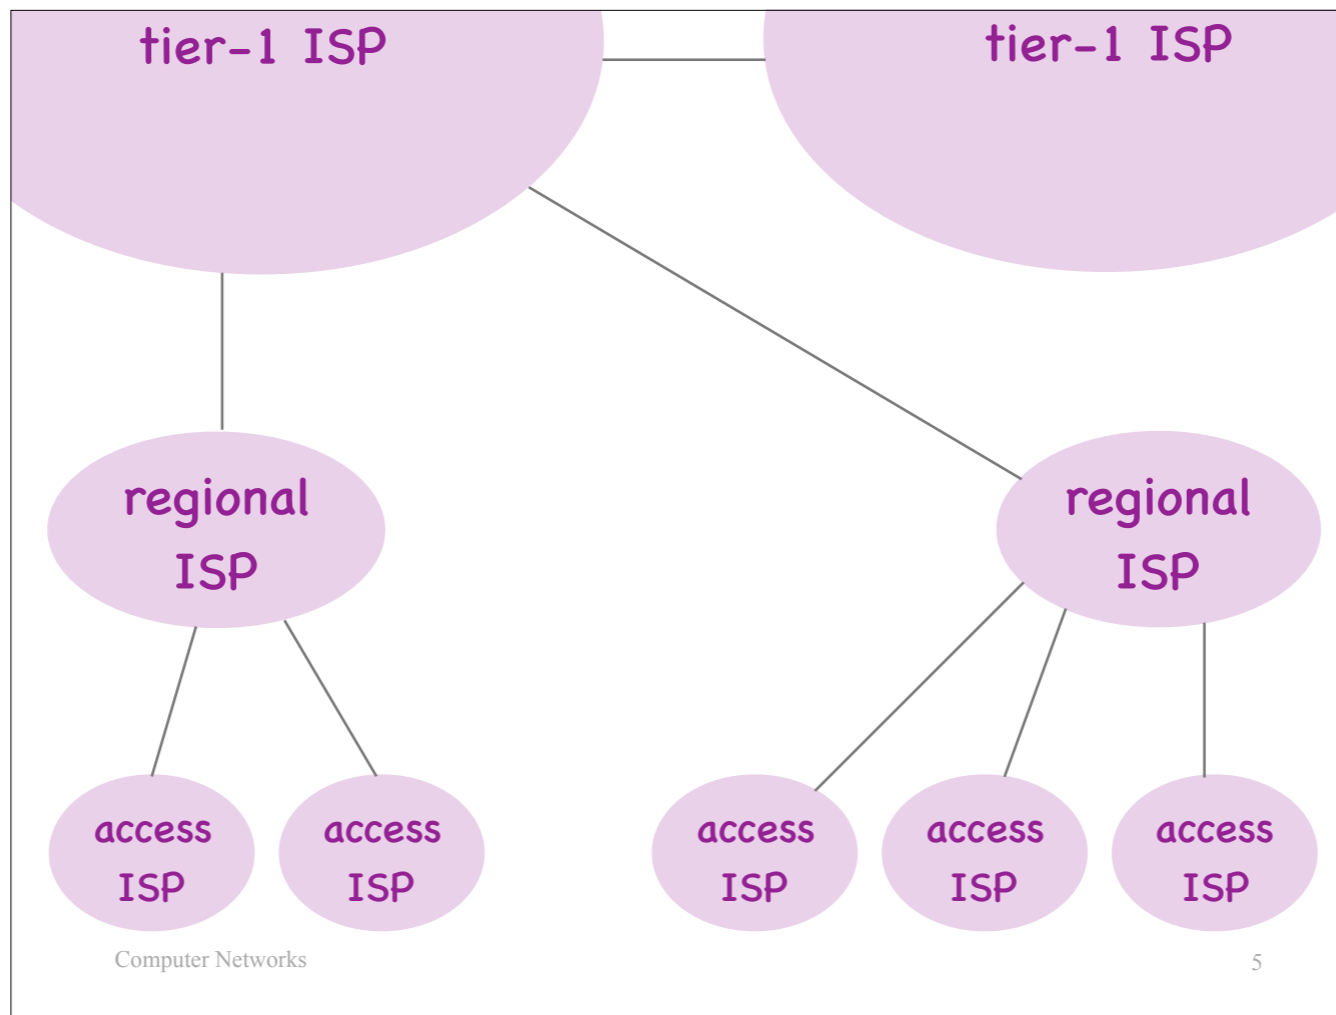 tier-1 ISP
tier-1 ISP
regional
ISP
regional
ISP
access
ISP
access
ISP
access
ISP
access
ISP
access
ISP
Computer Networks
5